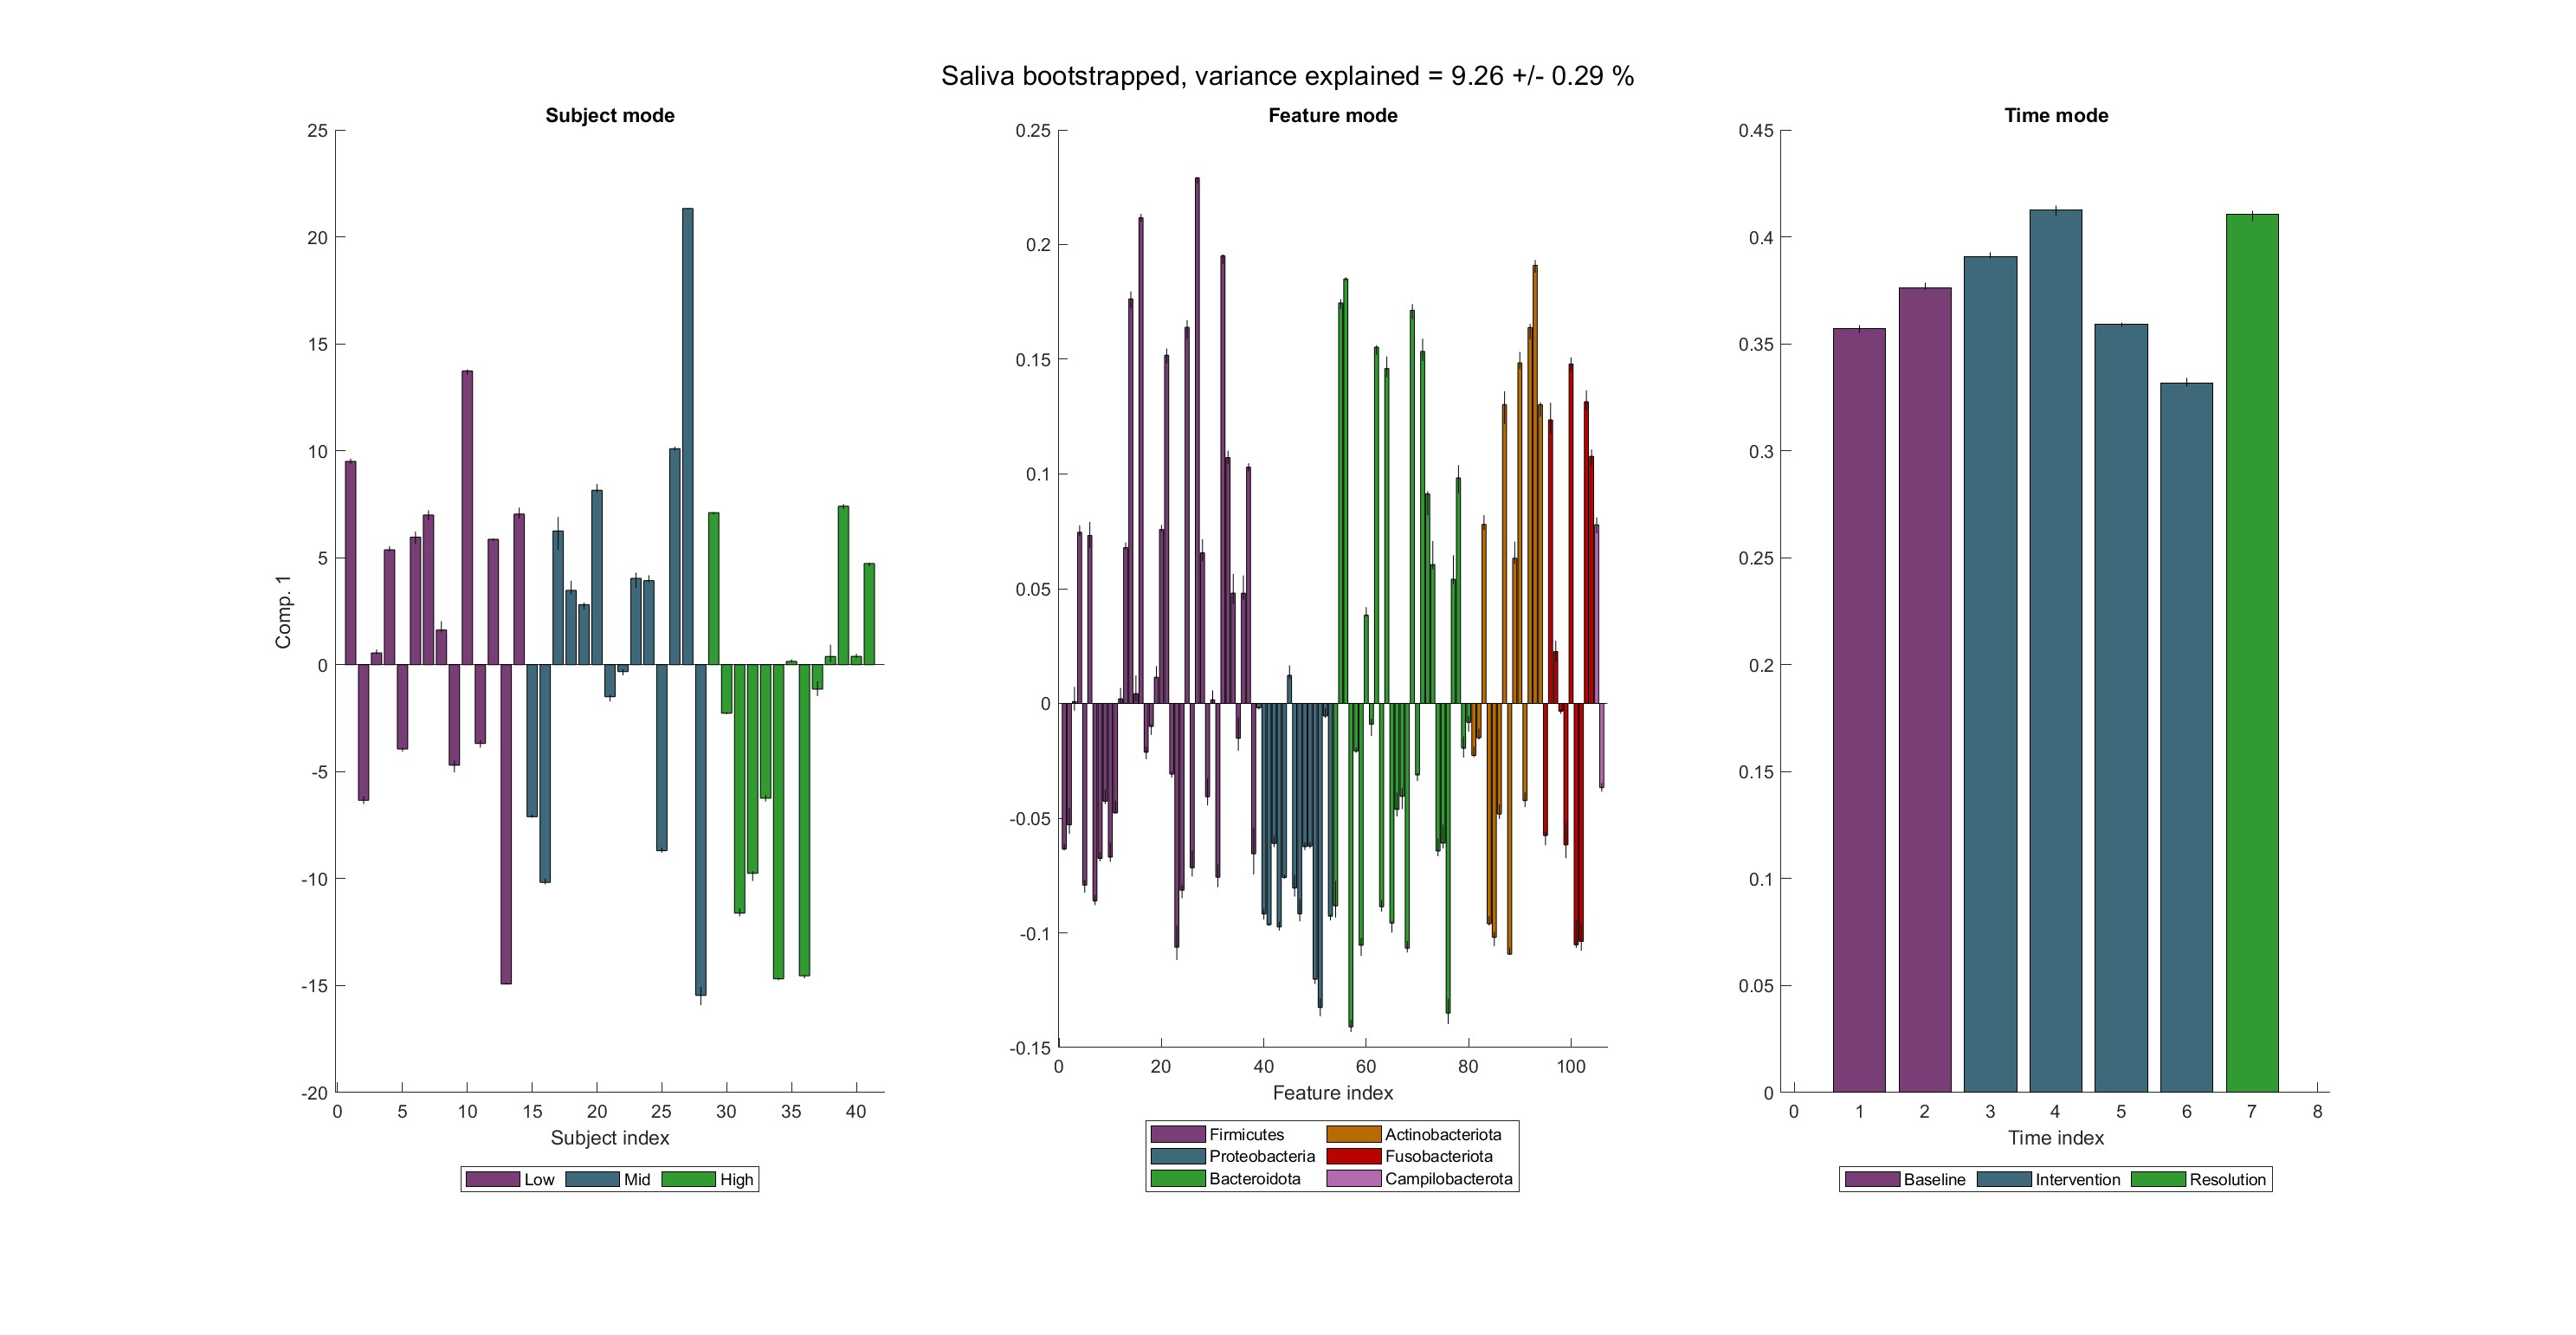 Saliva bootstrapped, variance explained = 9.26 +/- 0.29 %
Subject mode
25
20
15
10
5
0
-5
-10
-15
-20
Comp. 1
0 5 10 15 20 25 30 35 40
Subject index
Low Mid High
Feature mode
0.25
0.2
0.15
0.1
0.05
0
-0.05
-0.1
-0.15
0 20 40 60 80 100
Feature index
Firmicutes Actinobacteriota
Proteobacteria Fusobacteriota
Bacteroidota Campilobacterota
Time mode
0.45
0.4
0.35
0.3
0.25
0.2
0.15
0.1
0.05
0
0 1 2 3 4 5 6 7 8
Time index
Baseline Intervention Resolution